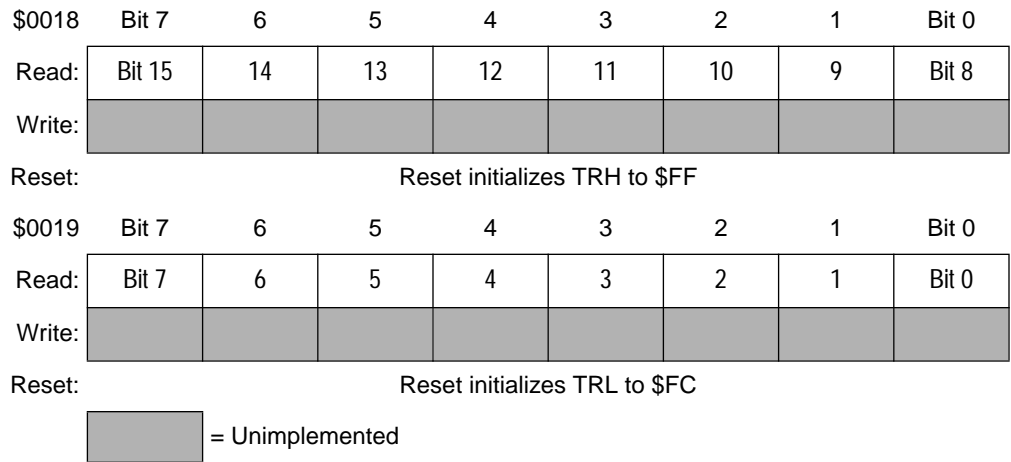 $0018 Bit 7 6 5 4 3 2 1 Bit 0
Read: Bit 15 14 13 12 11 10 9 Bit 8
Write:
Reset: Reset initializes TRH to $FF
$0019 Bit 7 6 5 4 3 2 1 Bit 0
Read: Bit 7 6 5 4 3 2 1 Bit 0
Write:
Reset: Reset initializes TRL to $FC
= Unimplemented